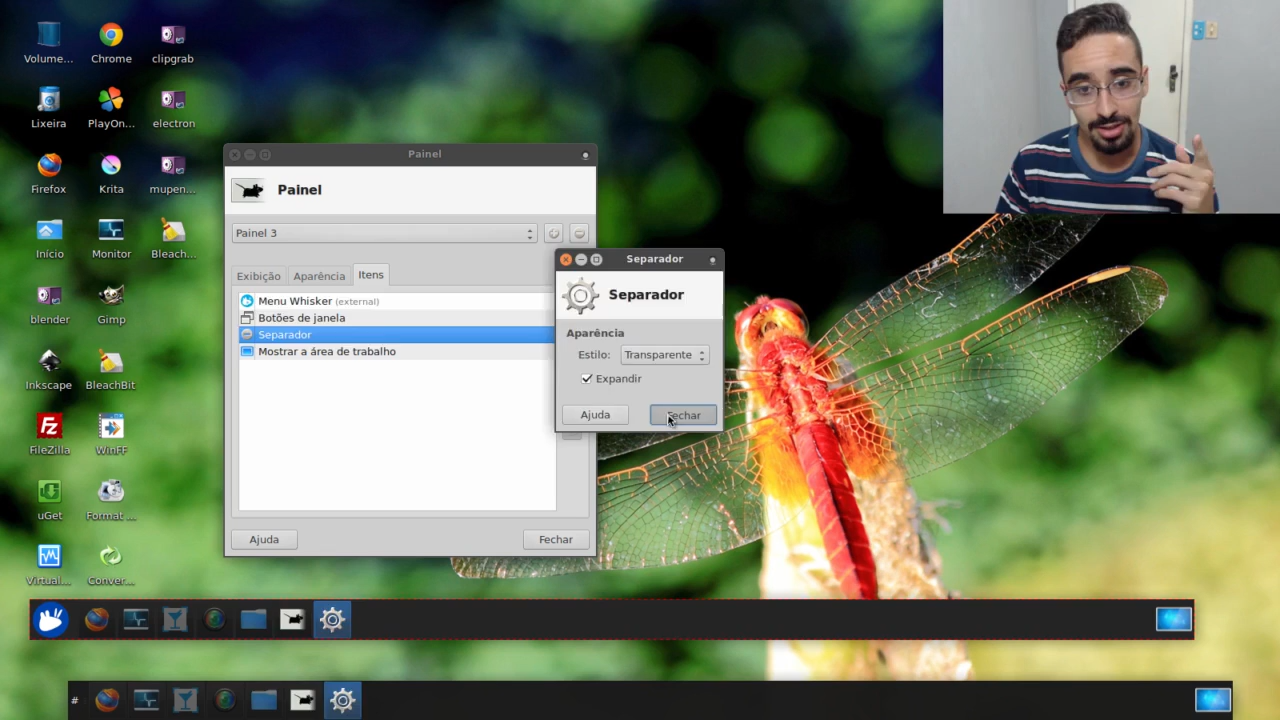 Volume... Chrome clipgrab
Lixeira PlayOn... electron
Firefox Krita mupen...
Início Monitor Bleach...
blender Gimp
Inkscape BleachBit
FileZilla WinFF
uGet Format ...
Virtual... Conver...
Painel
Painel
Painel 3
Exibição Aparência Itens
Menu Whisker (external)
Botões de janela
Separador
Mostrar a área de trabalho
Ajuda Fechar
Separador
Separador
Aparência
Estilo: Transparente
Expandir
Ajuda Fechar
#